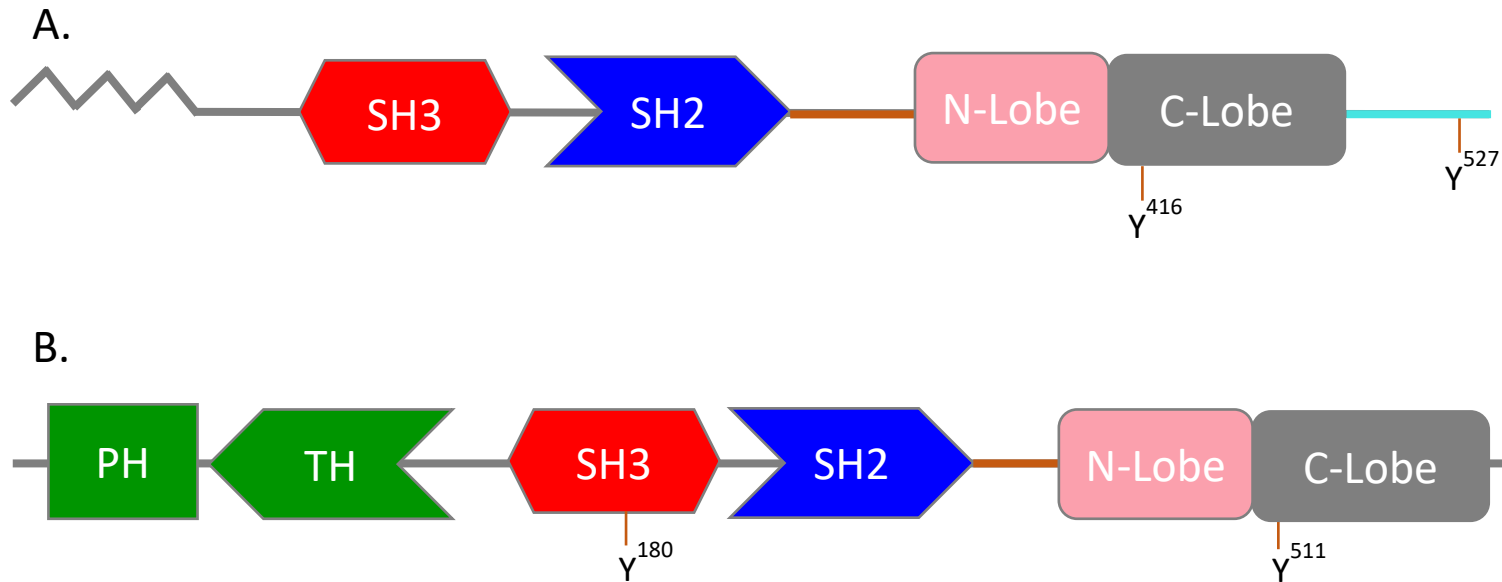 A.
SH3 SH2 N-Lobe C-Lobe
Y416 Y527
B.
PH TH SH3 SH2 N-Lobe C-Lobe
Y180 Y511